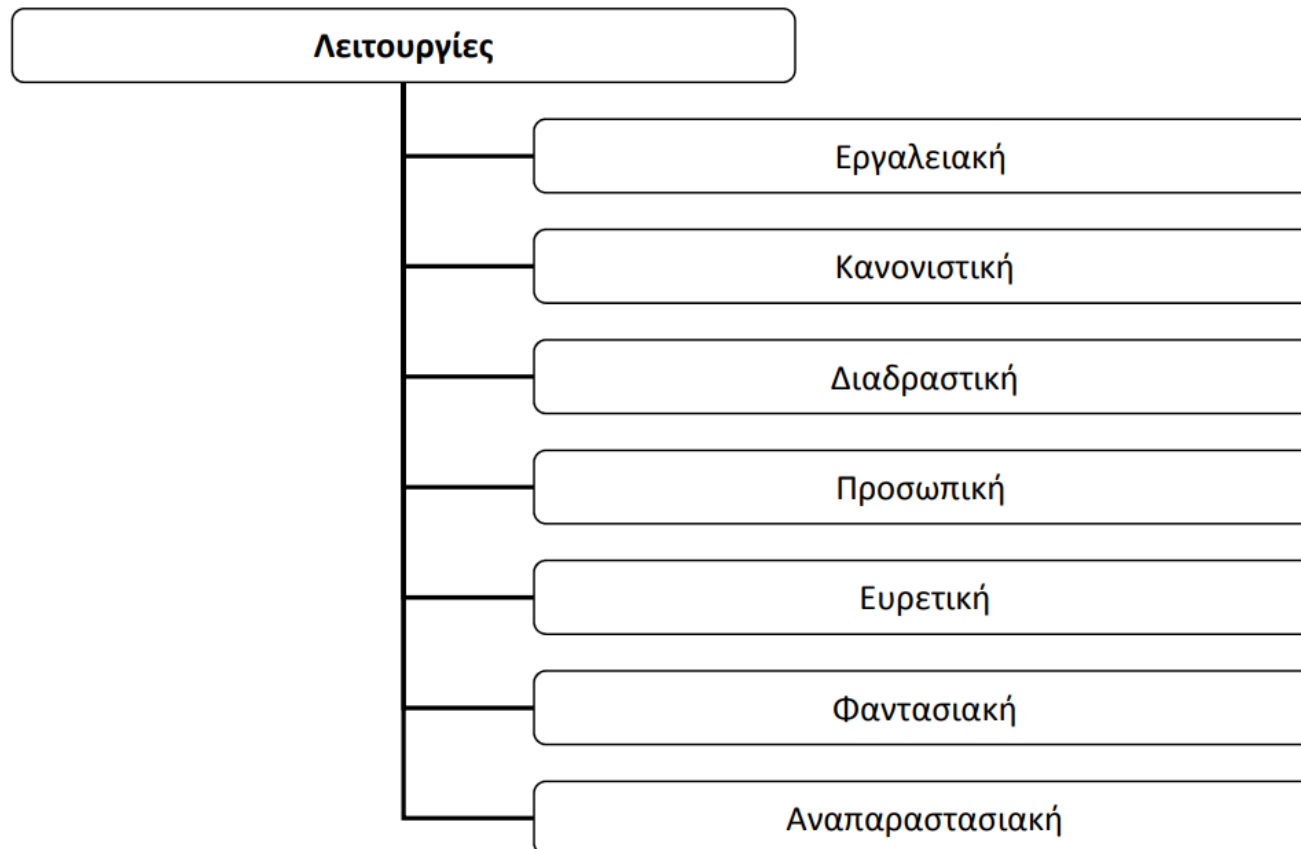 Λειτουργίες
Εργαλειακή
Κανονιστική
Διαδραστική
Προσωπική
Ευρετική
Φαντασιακή
Αναπαραστασιακή